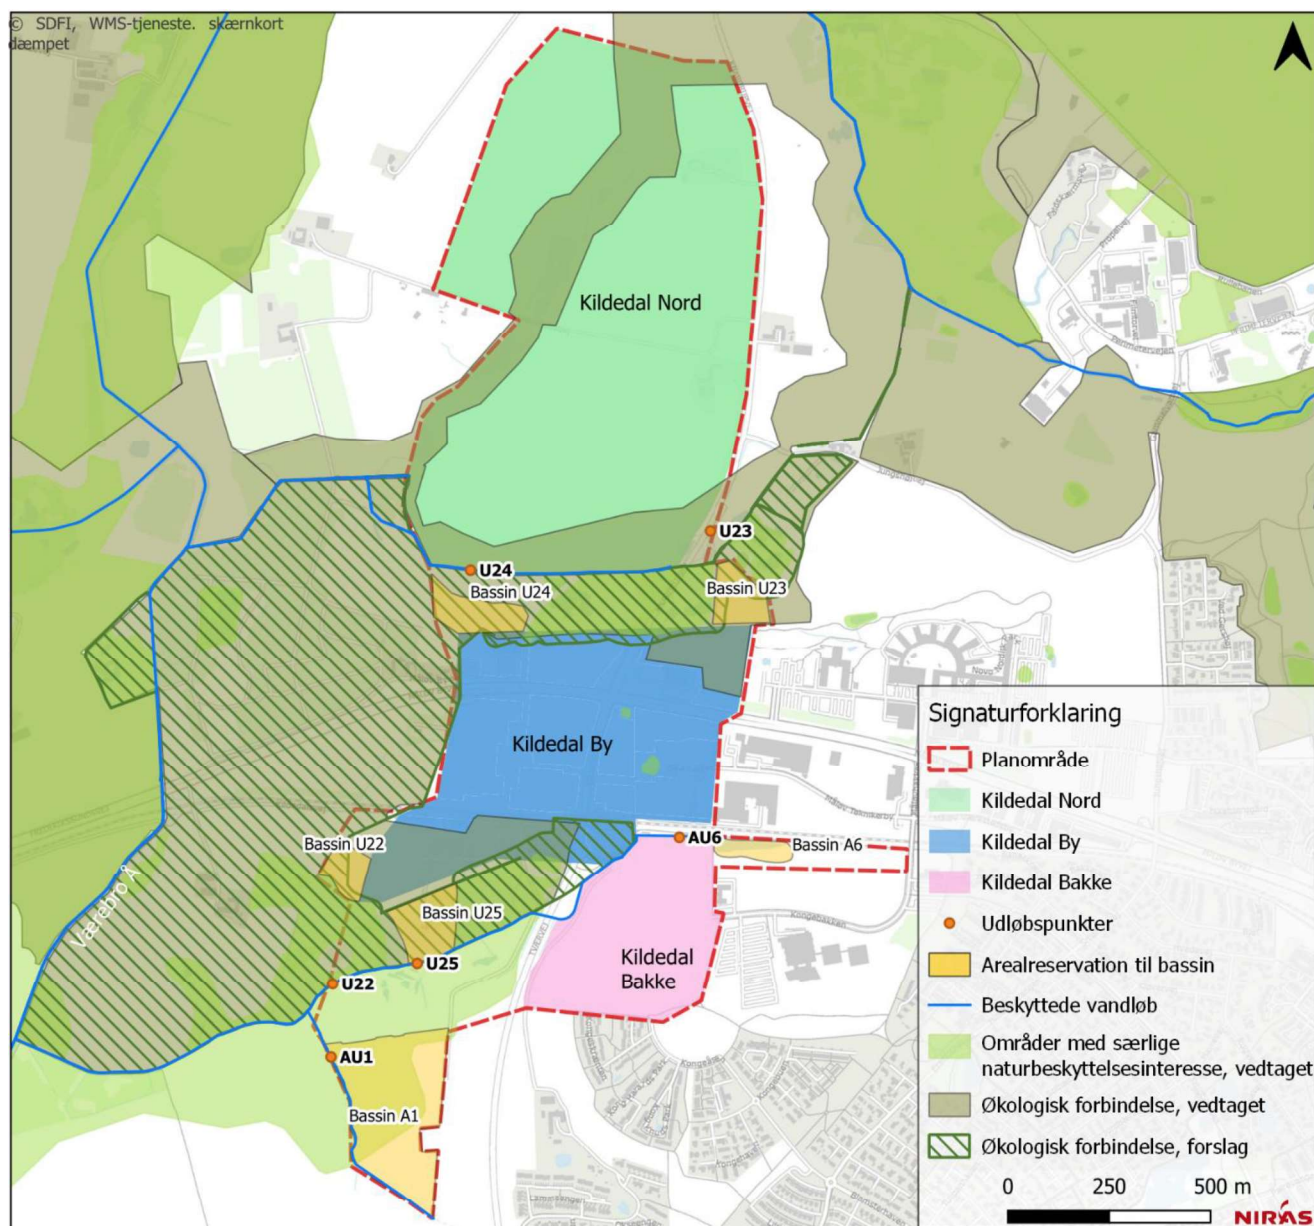 © SDFI, WMS-tjeneste. skærnkort
dæmpet
Kildedal Nord
U23
U24
Bassin U24
Bassin U23
Kildedal By
AU6
Bassin A6
Bassin U22
Bassin U25
Værebro Å
Kildedal
Bakke
U25
U22
AU1
Bassin A1
TVÆRVEJ
Kongebakken
Signaturforklaring
Planområde
Kildedal Nord
Kildedal By
Kildedal Bakke
Udløbspunkter
Arealreservation til bassin
Beskyttede vandløb
Områder med særlige
naturbeskyttelsesinteresse, vedtaget
Økologisk forbindelse, vedtaget
Økologisk forbindelse, forslag
0 250 500 m
NIRAS